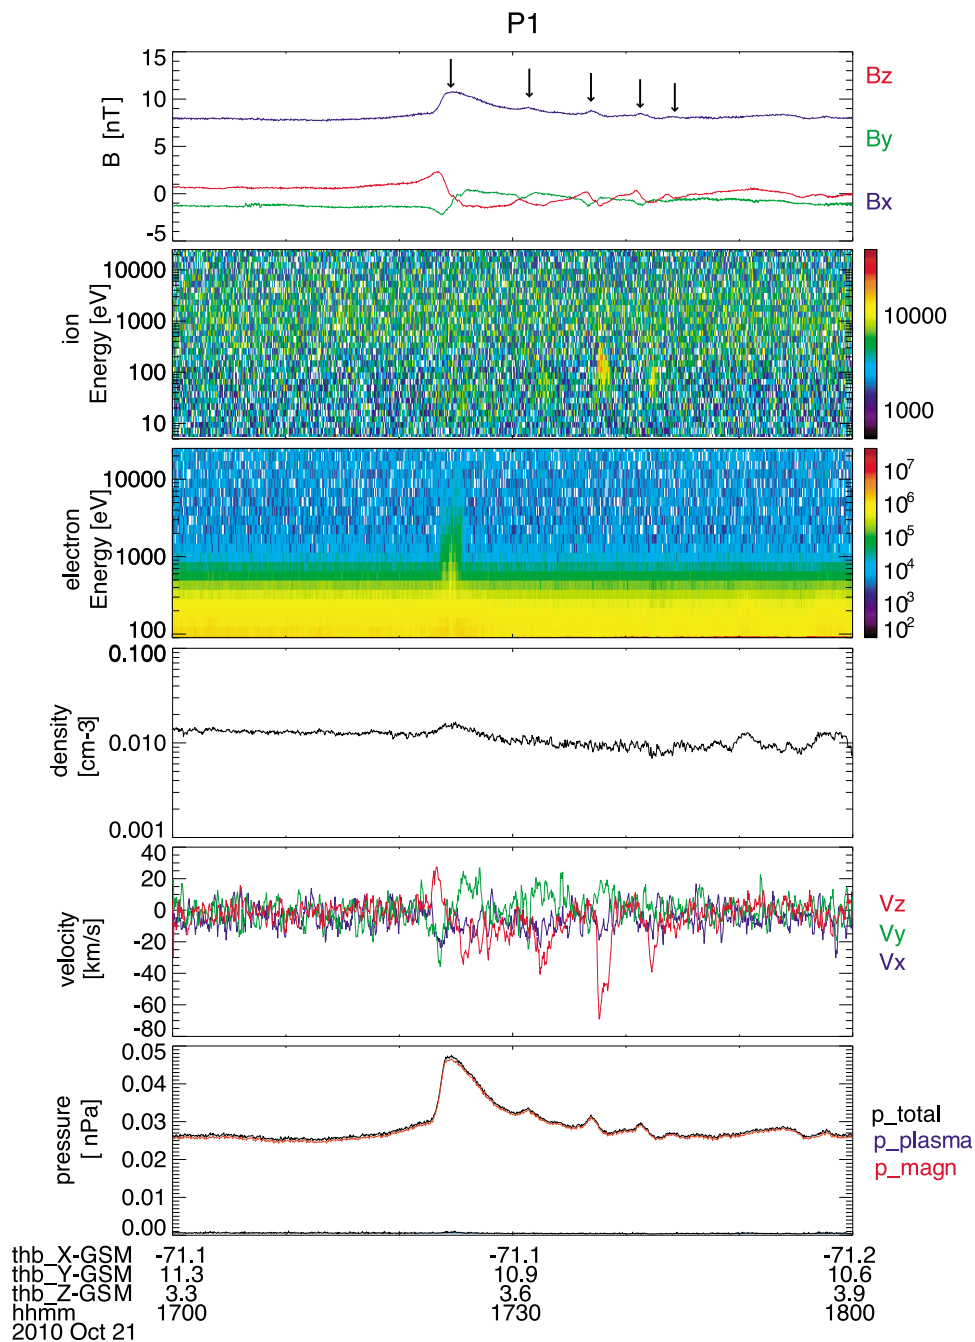 P1
15
10
5
0
-5
B [nT]
Bz
By
Bx
10000
1000
100
10
ion
Energy [eV]
10000
1000
10000
1000
100
electron
Energy [eV]
10^7
10^6
10^5
10^4
10^3
10^2
0.100
0.010
0.001
density
[cm-3]
40
20
0
-20
-40
-60
-80
velocity
[km/s]
Vz
Vy
Vx
0.05
0.04
0.03
0.02
0.01
0.00
pressure
[ nPa]
p_total
p_plasma
p_magn
thb_X-GSM -71.1 -71.1 -71.2
thb_Y-GSM 11.3 10.9 10.6
thb_Z-GSM 3.3 3.6 3.9
hhmm 1700 1730 1800
2010 Oct 21